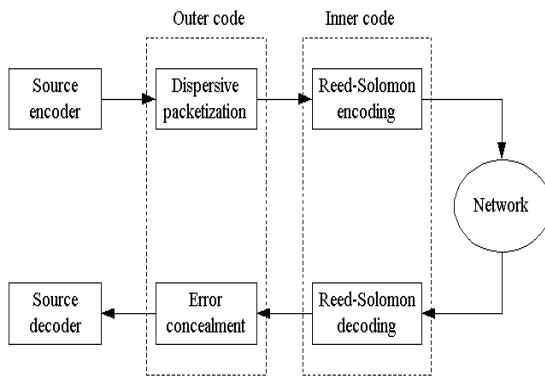 Outer code
Inner code
Source
encoder
Dispersive
packetization
Reed-Solomon
encoding
Network
Source
decoder
Error
concealment
Reed-Solomon
decoding